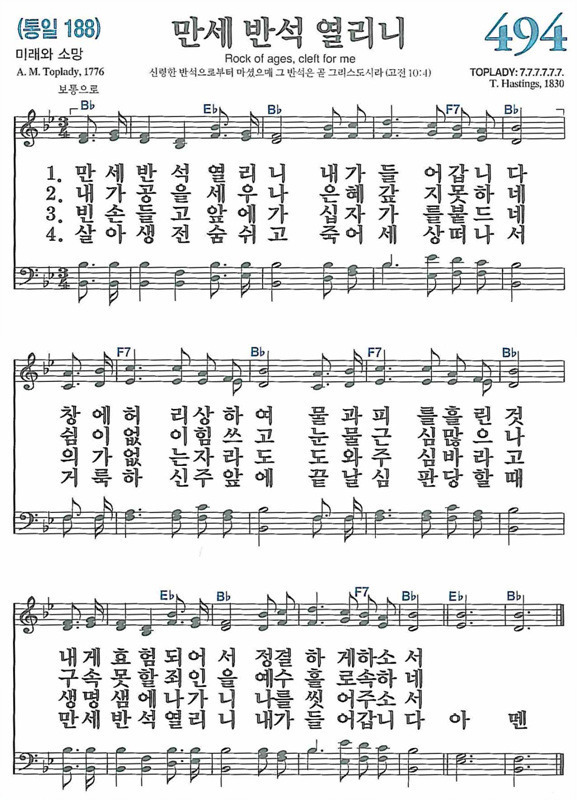 (통일 188)
만세 반석 열리니
494
미래와 소망
Rock of ages, cleft for me
A. M. Toplady, 1776
신령한 반석으로부터 마셨으매 그 반석은 곧 그리스도시라 (고전 10:4)
TOPLADY: 7.7.7.7.7.7.
T. Hastings, 1830
보통으로
B♭ E♭ B♭ F7 B♭
1. 만세반석 열리니 내가들 어갑니다
2. 내가공을 세우나 은혜갚 지못하네
3. 빈손들고 앞에가 십자가 를붙드네
4. 살아생전 숨쉬고 죽어세 상떠나서
F7 B♭ F7 B♭
창에허 리상하여 물과피 를흘린것
쉼이없 이힘쓰고 눈물근 심많으나
의가없 는자라도 도와주 심바라고
거룩하 신주앞에 끝날심 판당할때
E♭ B♭ F7 B♭ E♭ B♭
내게효험되어서 정결하 게하소서
구속못할죄인을 예수홀 로속하네
생명샘에나가니 나를씻 어주소서
만세반석열리니 내가들 어갑니다 아 멘